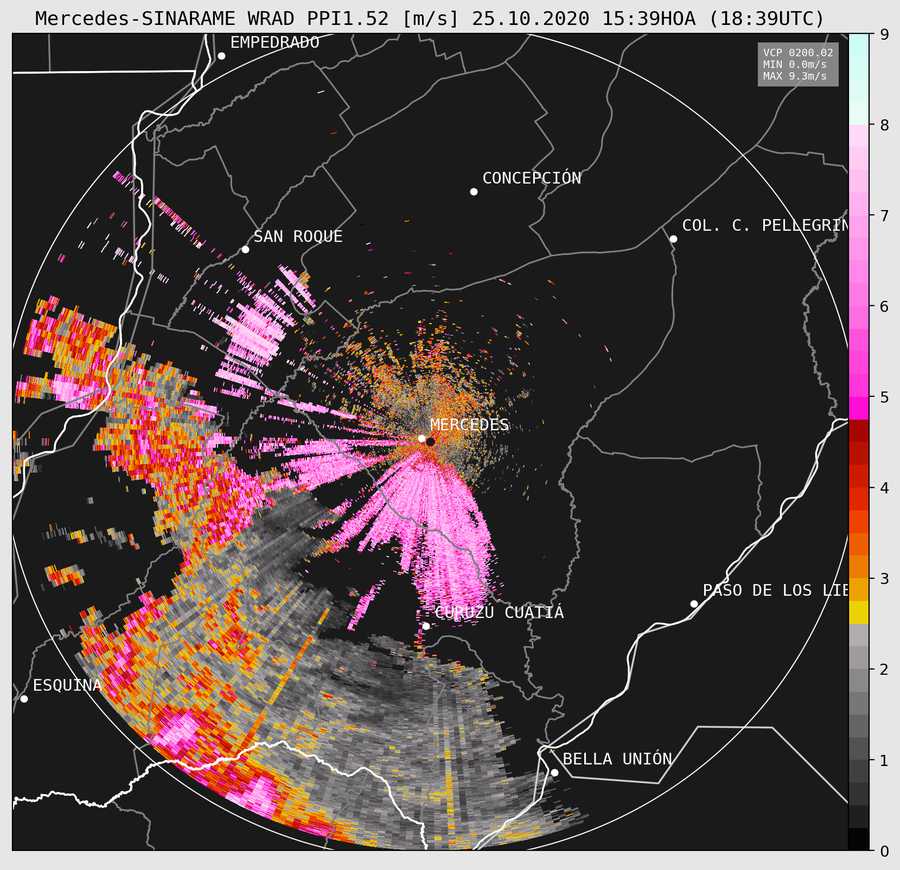 Mercedes-SINARAME WRAD PPI1.52 [m/s] 25.10.2020 15:39HOA (18:39UTC)
EMPEDRADO
VCP 0200.02
MIN 0.0m/s
MAX 9.3m/s
CONCEPCIÓN
COL. C. PELLEGRIN
SAN ROQUE
MERCEDES
PASO DE LOS LIB
CURUZÚ CUATIÁ
ESQUINA
BELLA UNIÓN
9
8
7
6
5
4
3
2
1
0